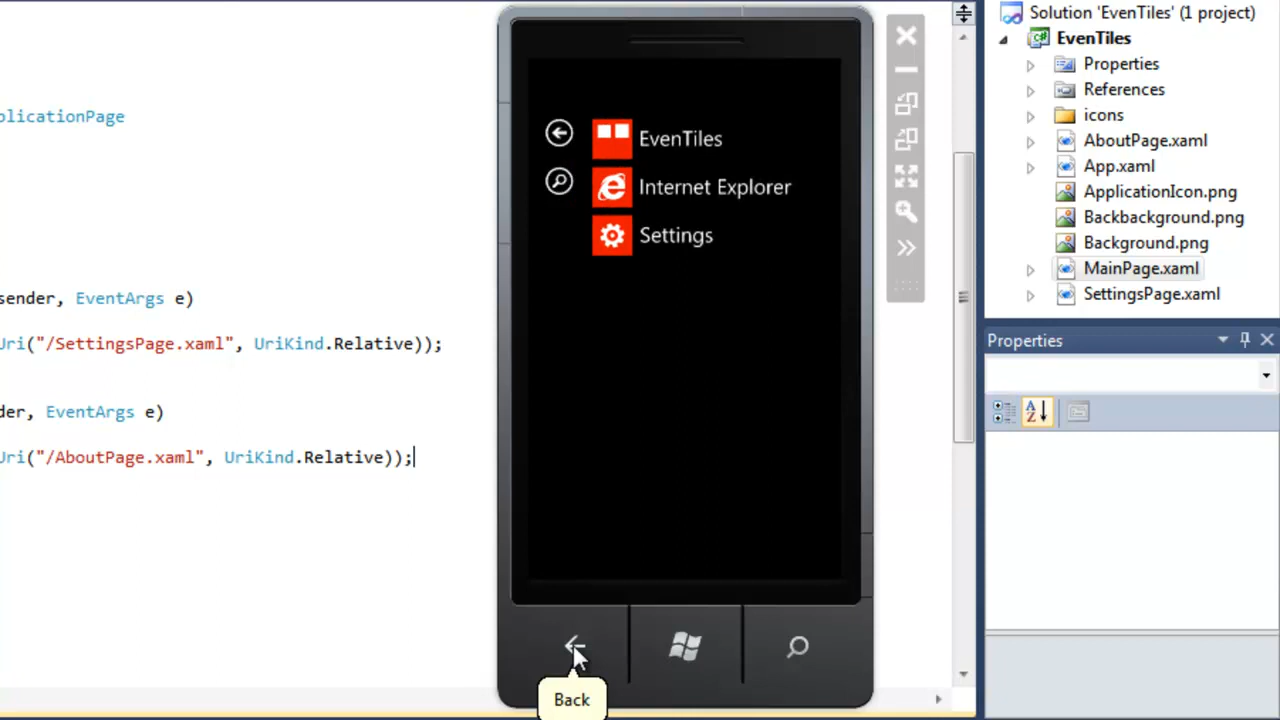 plicationPage
sender, EventArgs e)
Uri("/SettingsPage.xaml", UriKind.Relative));
der, EventArgs e)
Uri("/AboutPage.xaml", UriKind.Relative));
EvenTiles
Internet Explorer
Settings
Back
Solution 'EvenTiles' (1 project)
EvenTiles
Properties
References
icons
AboutPage.xaml
App.xaml
ApplicationIcon.png
Backbackground.png
Background.png
MainPage.xaml
SettingsPage.xaml
Properties